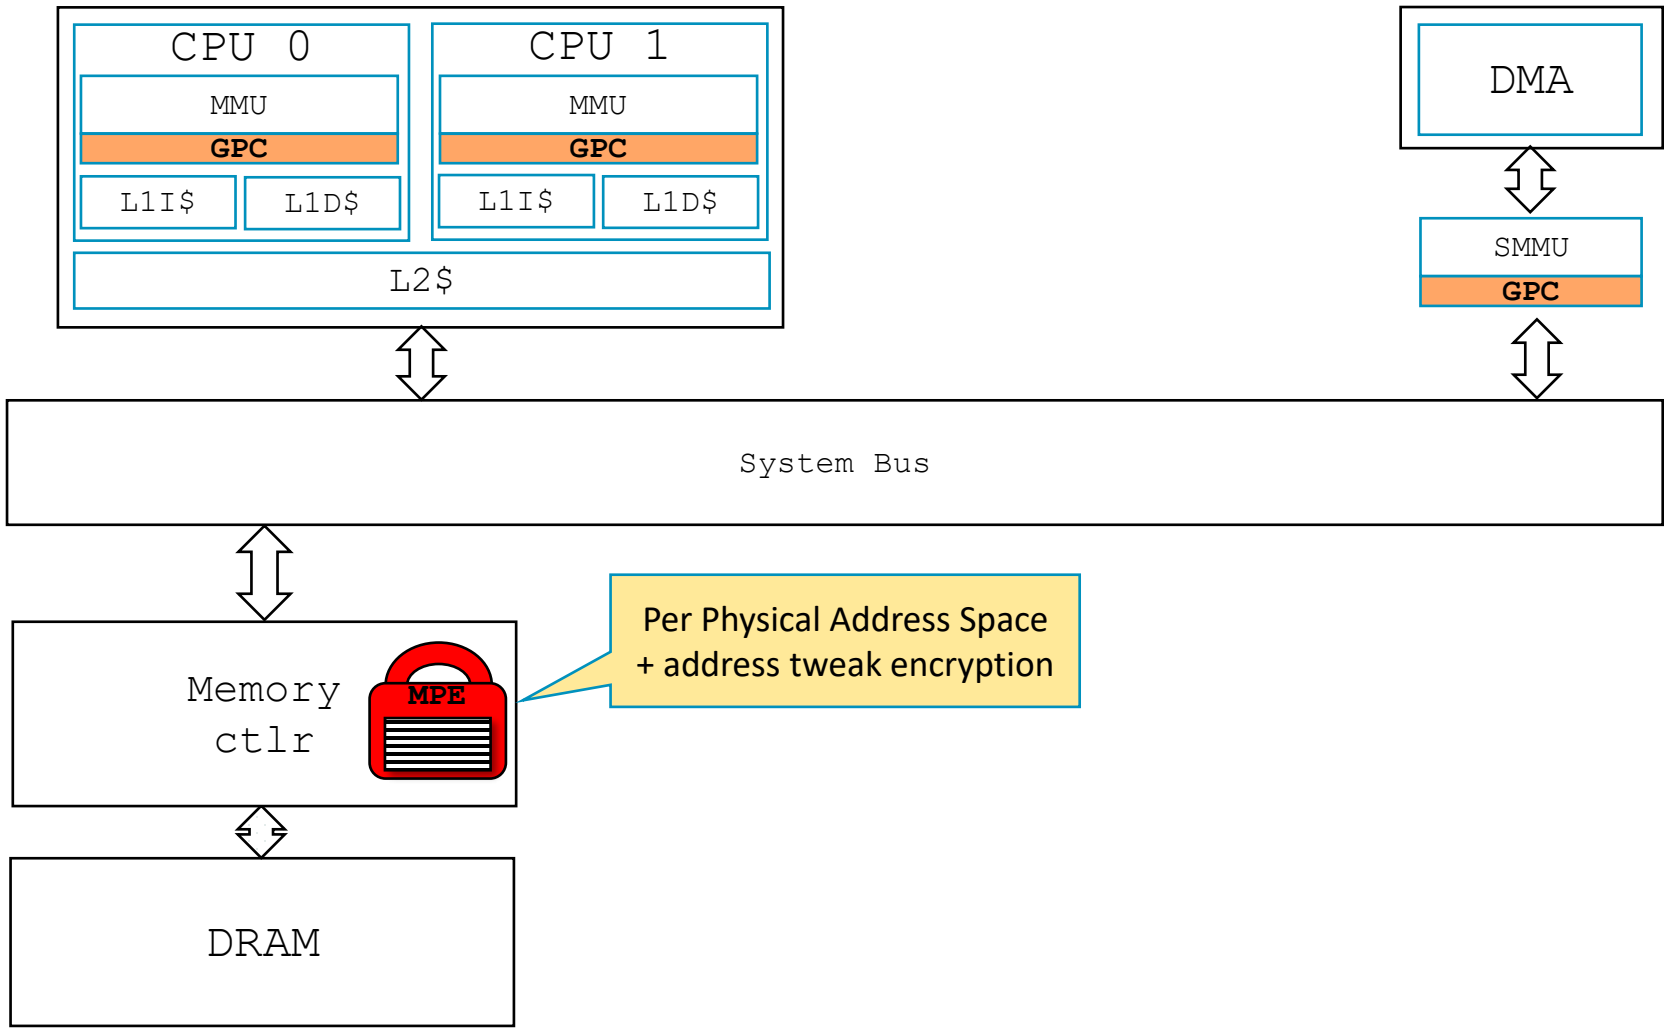 CPU 0
MMU
GPC
L1I$
L1D$
CPU 1
MMU
GPC
L1I$
L1D$
L2$
DMA
SMMU
GPC
System Bus
Memory
ctlr
MPE
Per Physical Address Space
+ address tweak encryption
DRAM